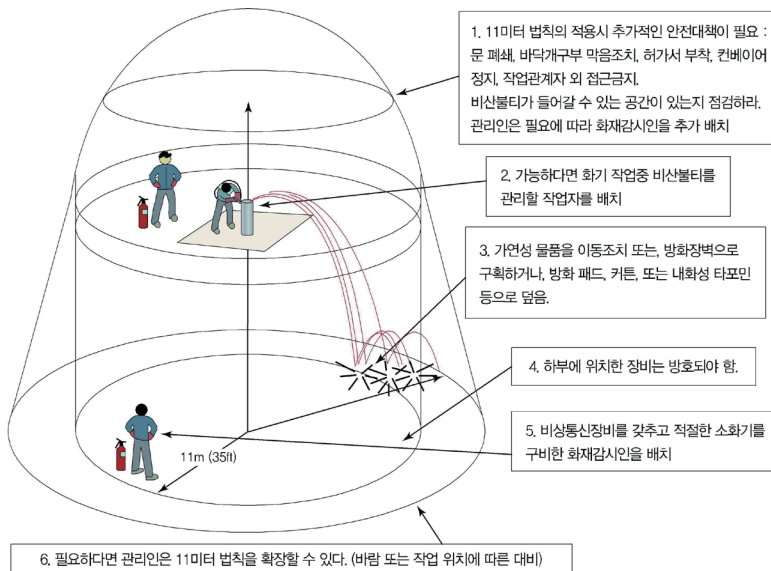 1. 11미터 법칙의 적용시 추가적인 안전대책이 필요 :
문 폐쇄, 바닥개구부 막음조치, 허가서 부착, 컨베이어
정지, 작업관계자 외 접근금지.
비산불티가 들어갈 수 있는 공간이 있는지 점검하라.
관리인은 필요에 따라 화재감시인을 추가 배치
2. 가능하다면 화기 작업중 비산불티를
관리할 작업자를 배치
3. 가연성 물품을 이동조치 또는, 방화장벽으로
구획하거나, 방화 패드, 커튼, 또는 내화성 타포민
등으로 덮음.
4. 하부에 위치한 장비는 방호되야 함.
5. 비상통신장비를 갖추고 적절한 소화기를
구비한 화재감시인을 배치
11m (35ft)
6. 필요하다면 관리인은 11미터 법칙을 확장할 수 있다. (바람 또는 작업 위치에 따른 대비)